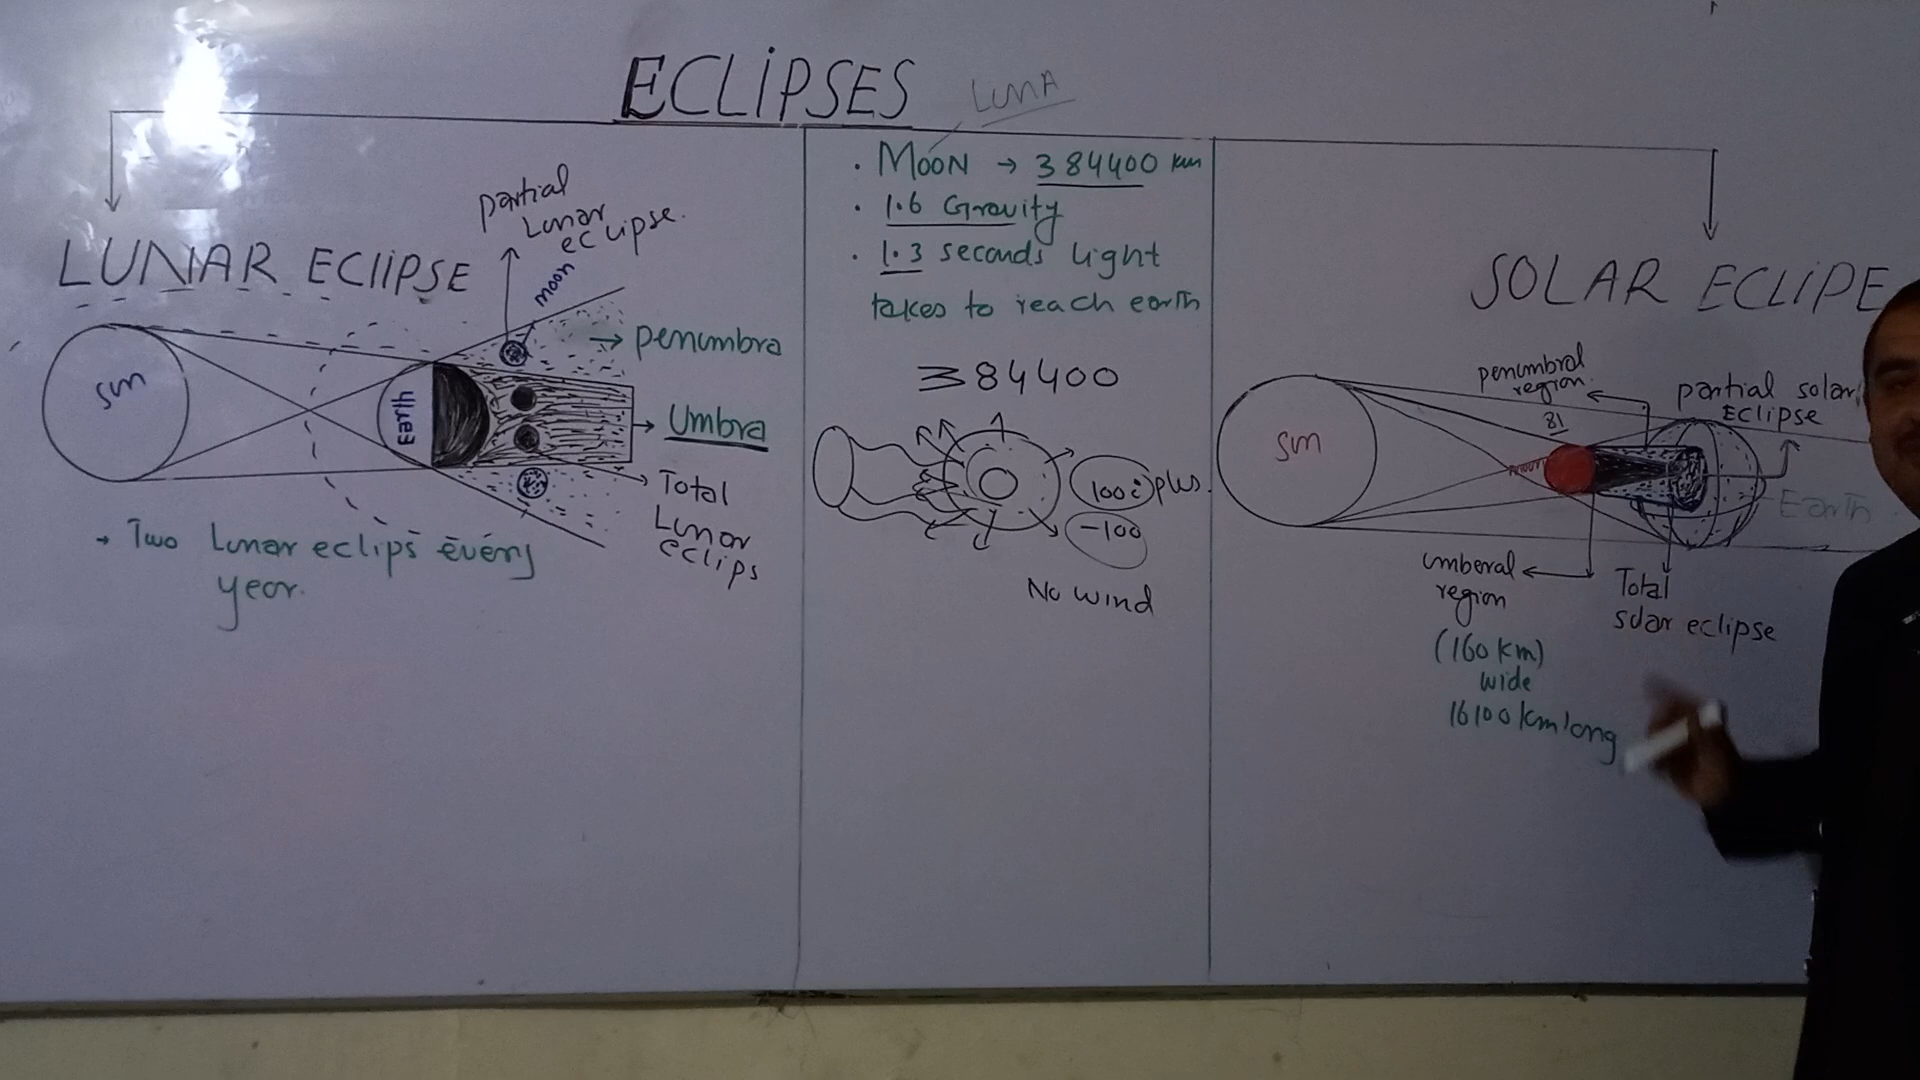 ECLIPSES
LUNA
LUNAR ECIIPSE
partial
Lunar
eclipse.
moon
sun
Earth
→ penumbra
→ Umbra
Total
Lunar
eclips
→ Two Lunar eclips every
year.
. MOON → 384400 km
. 1.6 Gravity
. 1.3 seconds light
takes to reach earth
384400
100c plus.
-100
No wind
SOLAR ECLIPE
penumbral
region.
partial solar
Eclipse
81
sun
moon
Earth
umberal
region
(160 km)
wide
16100 km long
Total
solar eclipse